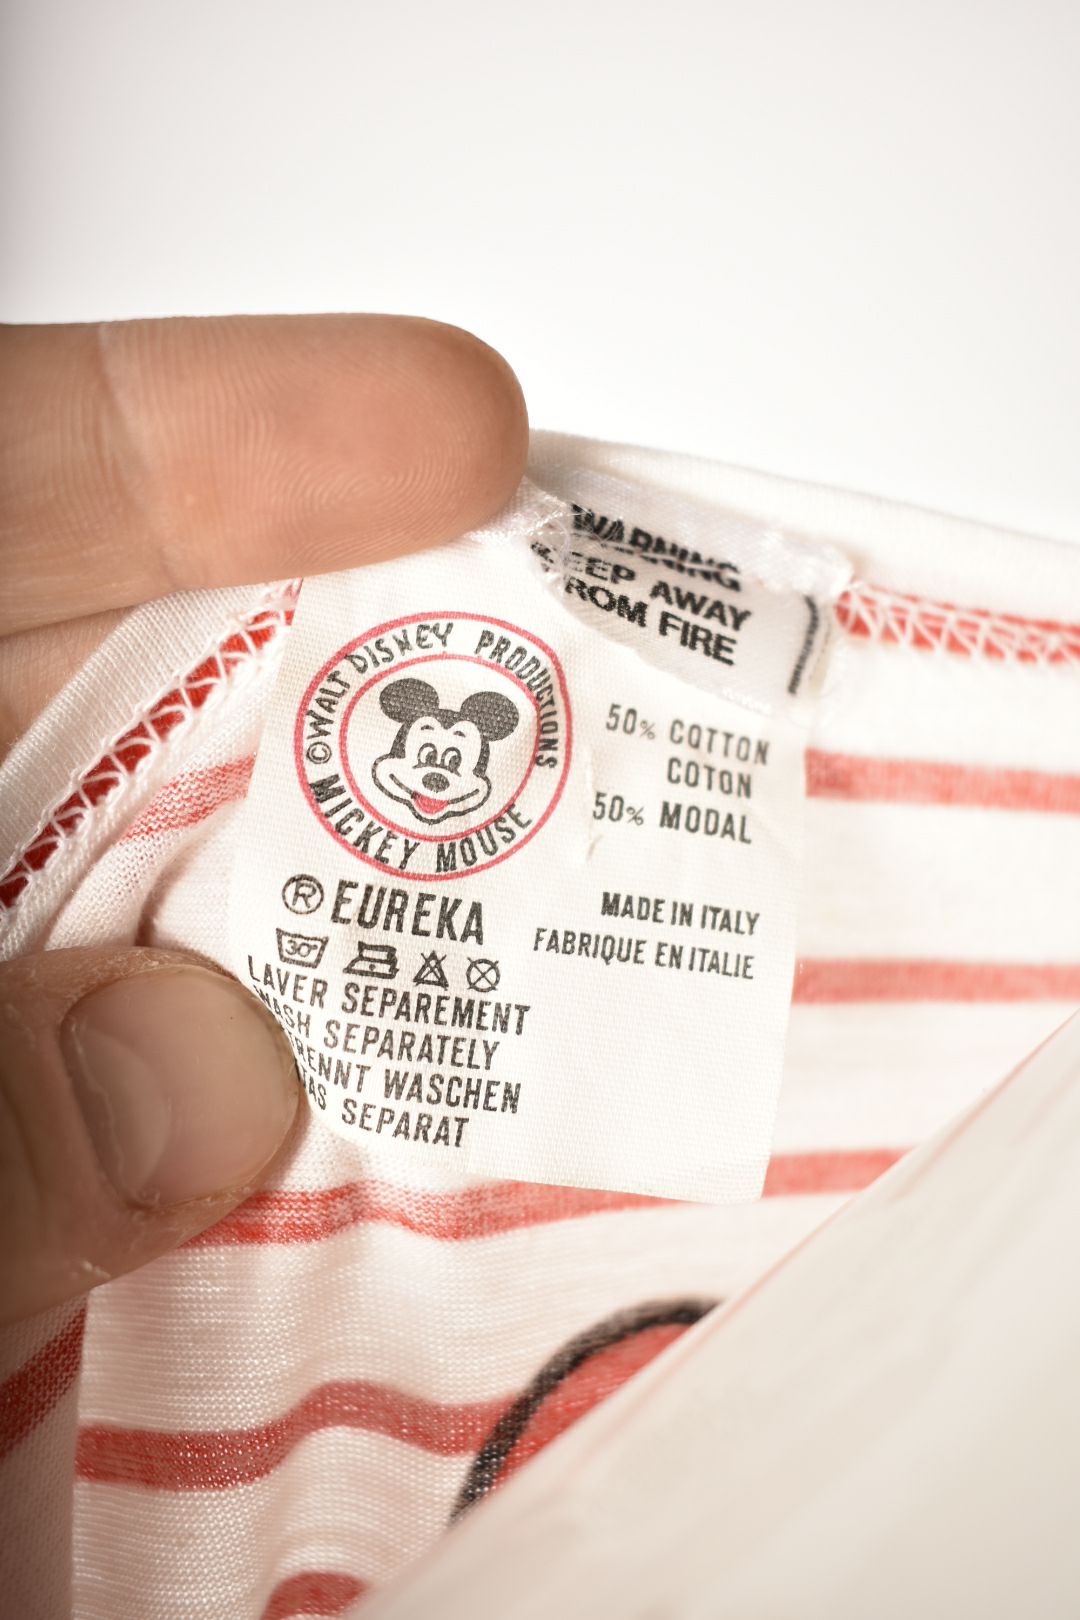 WARNING
KEEP AWAY
FROM FIRE
©WALT DISNEY PRODUCTIONS
MICKEY MOUSE
® EUREKA
30°
LAVER SEPAREMENT
WASH SEPARATELY
SEPARAT
WASCHEN
50% COTTON
COTON
50% MODAL
MADE IN ITALY
FABRIQUE EN ITALIE